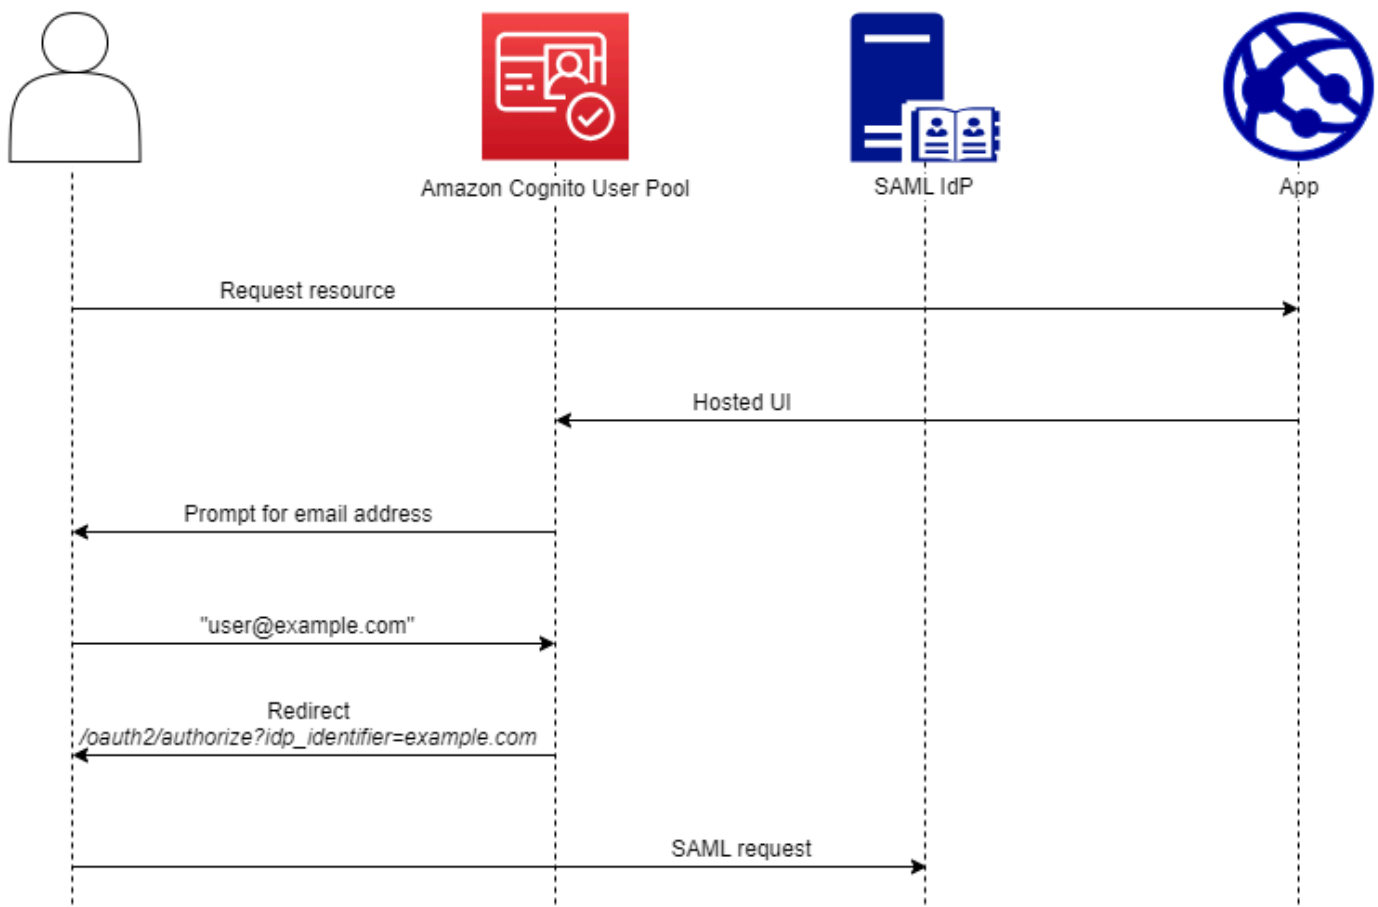 Amazon Cognito User Pool
SAML IdP
App
Request resource
Hosted UI
Prompt for email address
"user@example.com"
Redirect
/oauth2/authorize?idp_identifier=example.com
SAML request